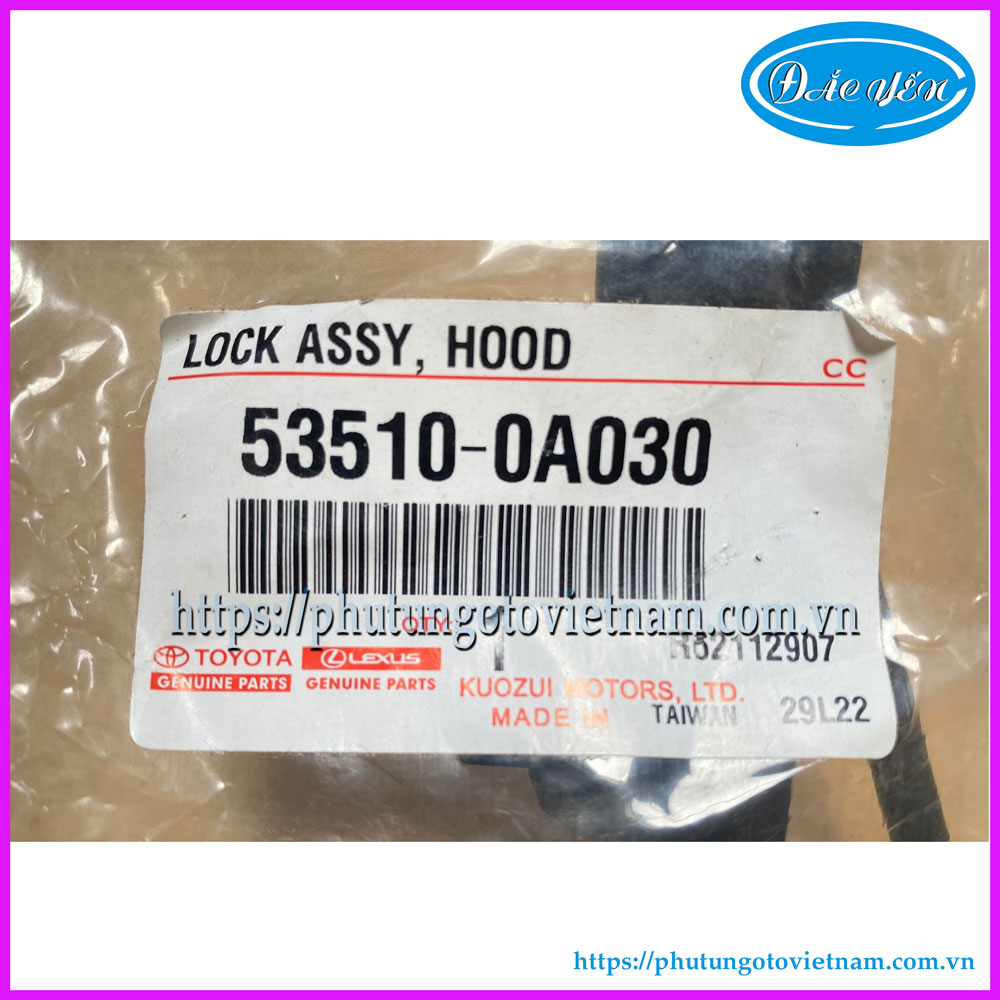 ĐẮC YẾN
LOCK ASSY, HOOD
CC
53510-0A030
https://phutungotovietnam.com.vn
QTY. 1
R62112907
TOYOTA LEXUS
GENUINE PARTS GENUINE PARTS
KUOZUI MOTORS, LTD.
MADE IN TAIWAN 29L22
https://phutungotovietnam.com.vn